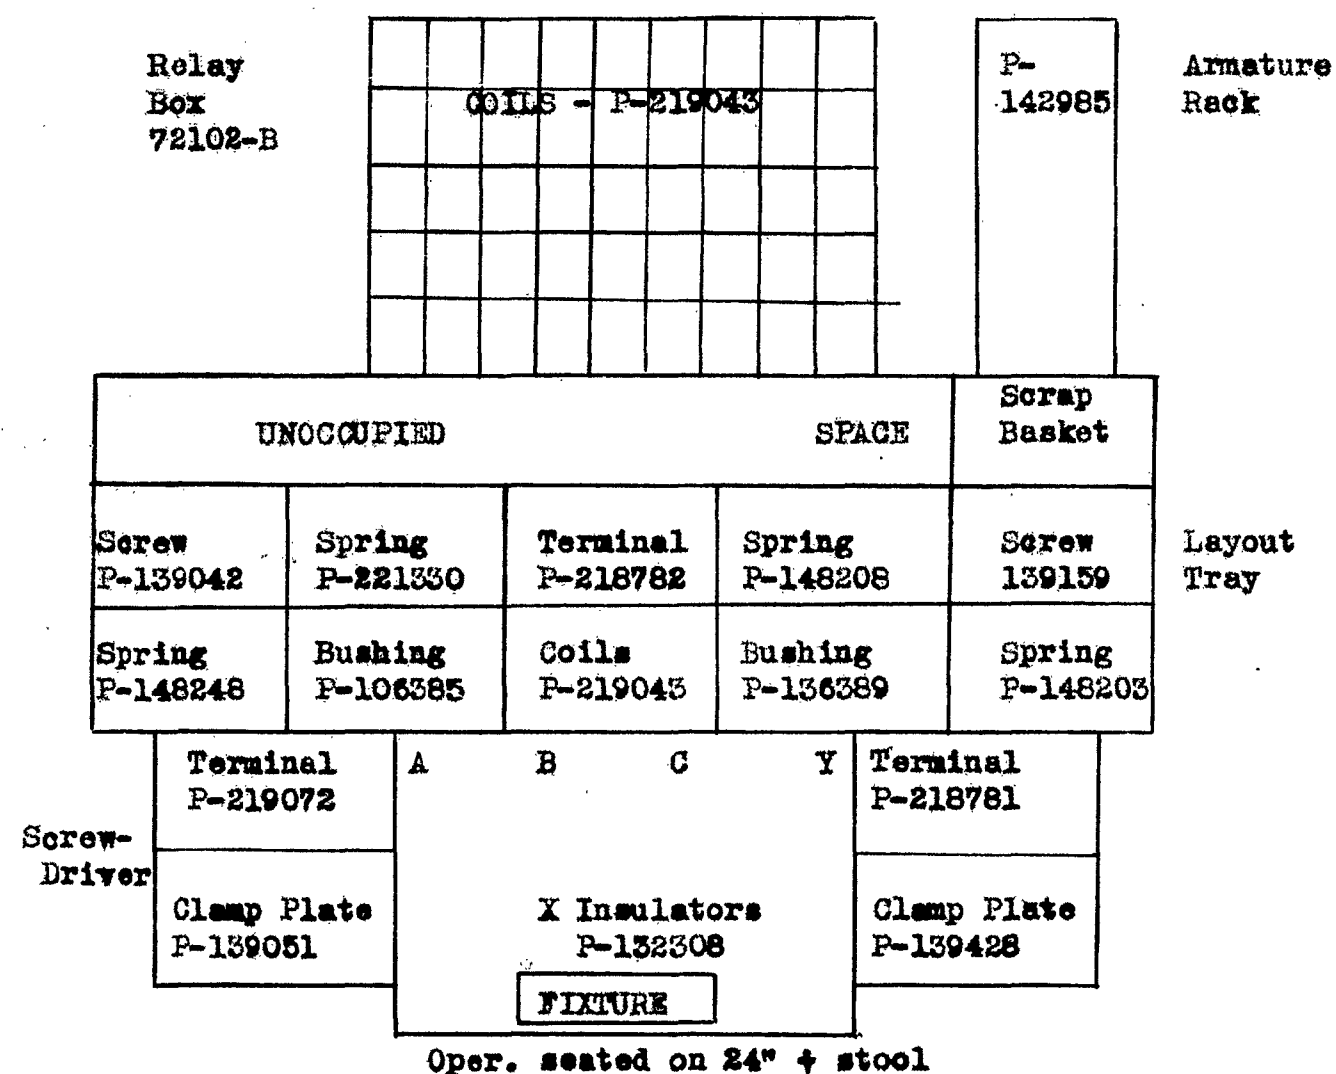 Relay
Box
72102-B
COILS - P-219043
P-
142985
Armature
Rack
UNOCCUPIED SPACE
Scrap
Basket
Screw
P-139042
Spring
P-221330
Terminal
P-218782
Spring
P-148208
Screw
139159
Layout
Tray
Spring
P-148248
Bushing
P-106385
Coils
P-219043
Bushing
P-136389
Spring
P-148203
Terminal
P-219072
A B C Y
Terminal
P-218781
Screw-
Driver
Clamp Plate
P-139051
X Insulators
P-132308
Clamp Plate
P-139428
FIXTURE
Oper. seated on 24" + stool